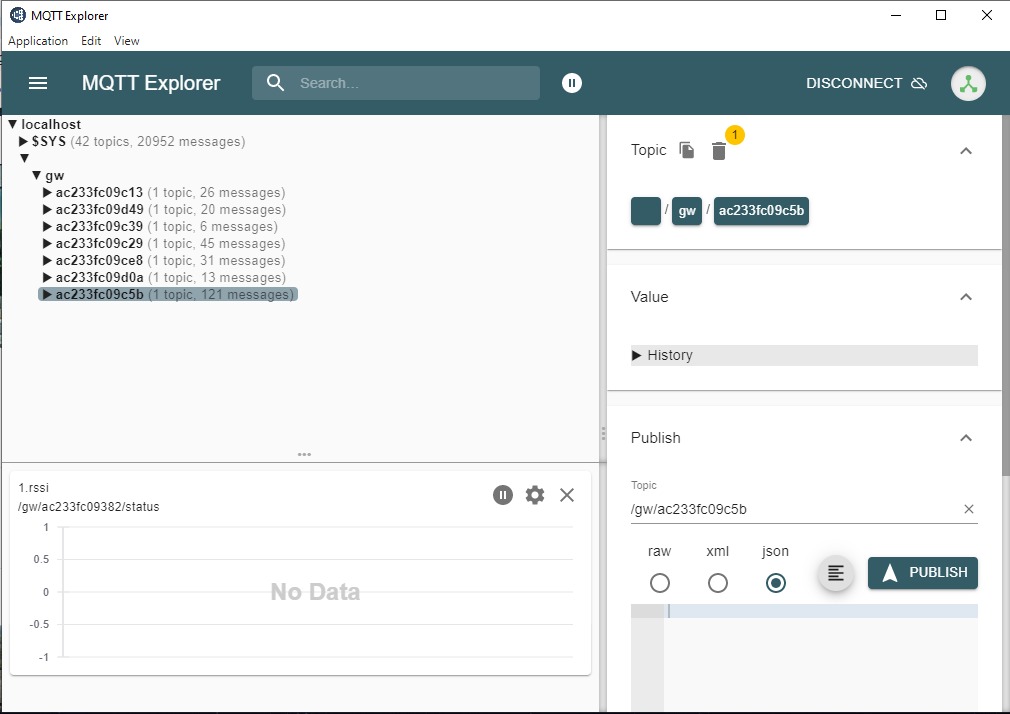 MQTT Explorer
Application Edit View
MQTT Explorer Search... DISCONNECT
▼ localhost
▶ $SYS (42 topics, 20952 messages)
▼
▼ gw
▶ ac233fc09c13 (1 topic, 26 messages)
▶ ac233fc09d49 (1 topic, 20 messages)
▶ ac233fc09c39 (1 topic, 6 messages)
▶ ac233fc09c29 (1 topic, 45 messages)
▶ ac233fc09ce8 (1 topic, 31 messages)
▶ ac233fc09d0a (1 topic, 13 messages)
▶ ac233fc09c5b (1 topic, 121 messages)
1.rssi
/gw/ac233fc09382/status
1
0.5
0
-0.5
-1
No Data
Topic 1
/ gw / ac233fc09c5b
Value
▶ History
Publish
Topic
/gw/ac233fc09c5b
raw xml json
PUBLISH